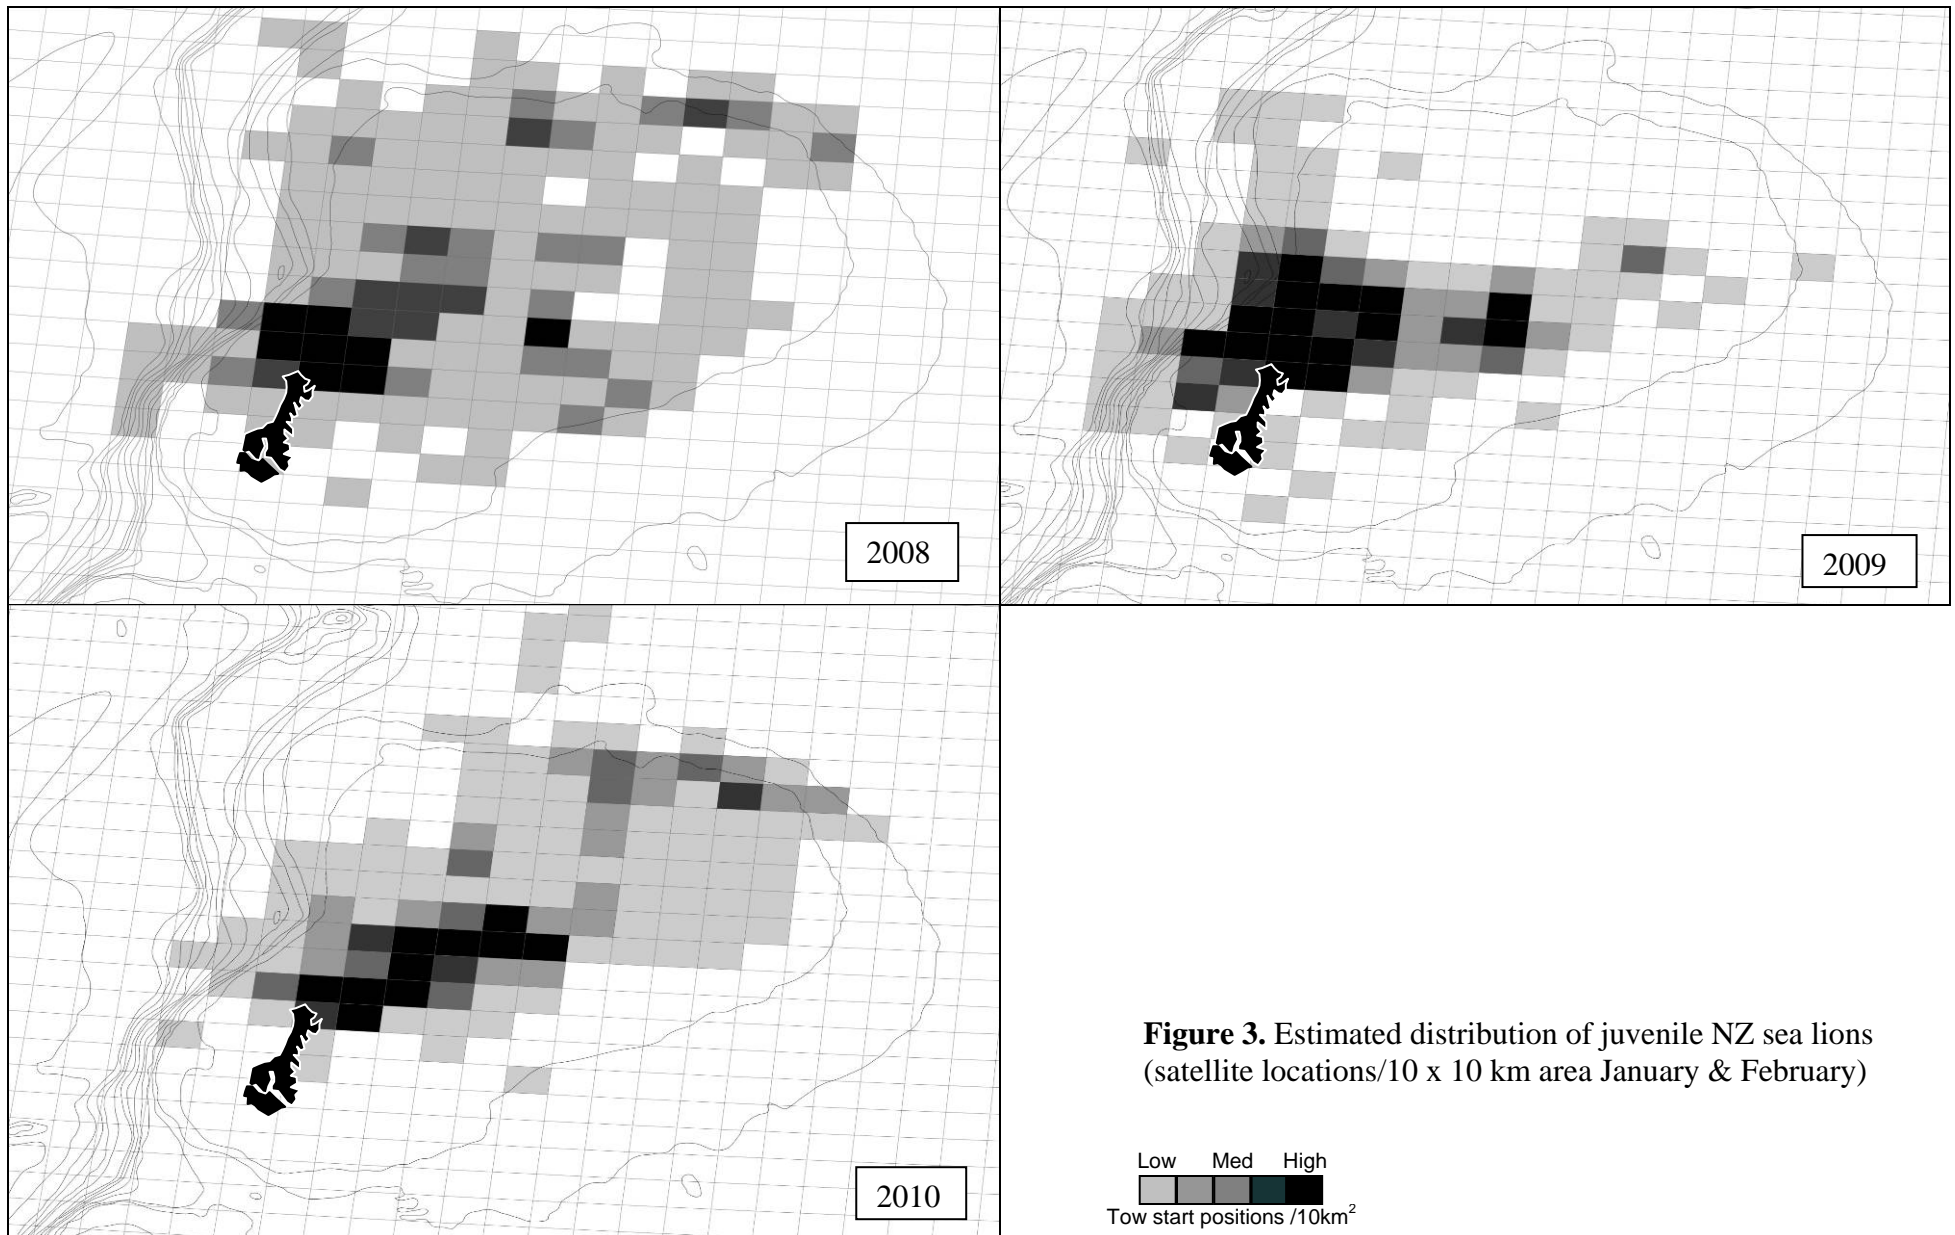 2008
2009
2010
Figure 3. Estimated distribution of juvenile NZ sea lions
(satellite locations/10 x 10 km area January & February)
Low Med High
Tow start positions /10km²